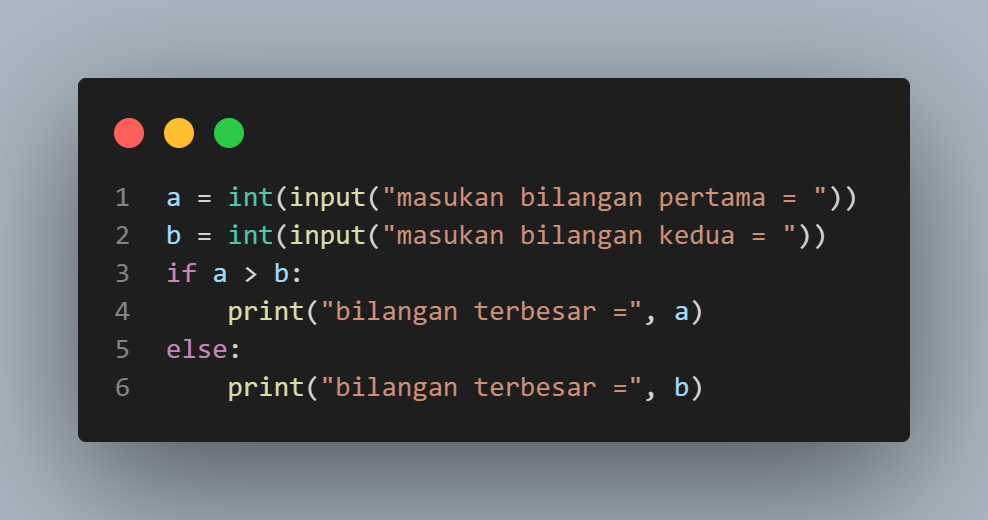 1 a = int(input("masukan bilangan pertama = "))
2 b = int(input("masukan bilangan kedua = "))
3 if a > b:
4     print("bilangan terbesar =", a)
5 else:
6     print("bilangan terbesar =", b)